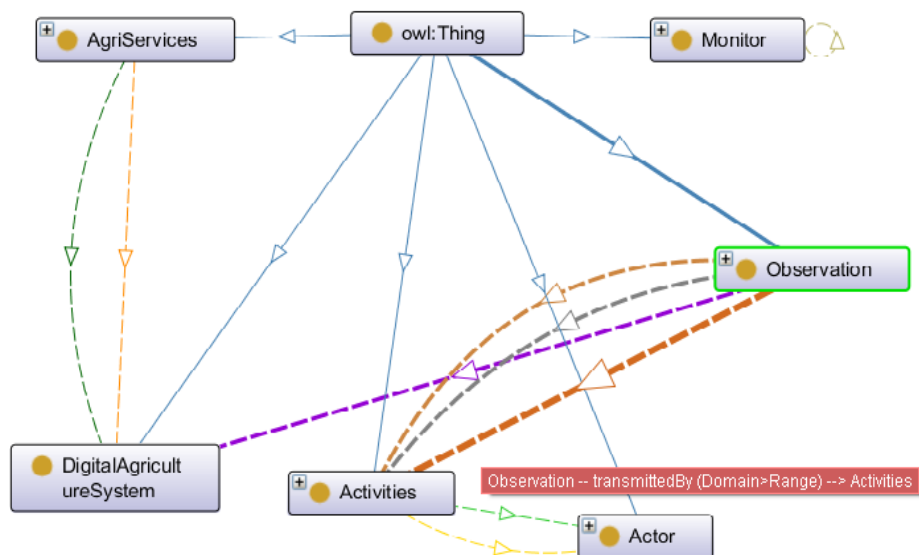 AgriServices
owl:Thing
Monitor
Observation
DigitalAgricult
ureSystem
Activities
Observation -- transmittedBy (Domain>Range) --> Activities
Actor